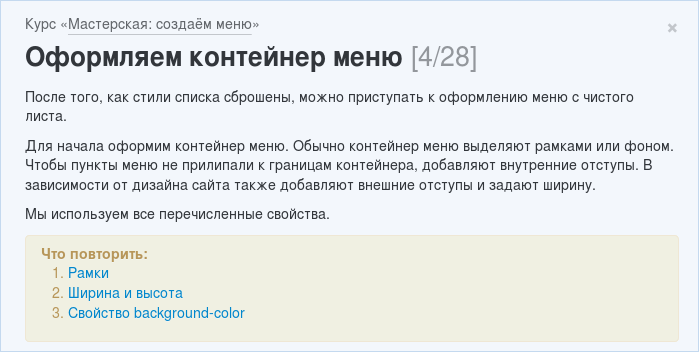 Курс «Мастерская: создаём меню»
Оформляем контейнер меню [4/28]
После того, как стили списка сброшены, можно приступать к оформлению меню с чистого
листа.
Для начала оформим контейнер меню. Обычно контейнер меню выделяют рамками или фоном.
Чтобы пункты меню не прилипали к границам контейнера, добавляют внутренние отступы. В
зависимости от дизайна сайта также добавляют внешние отступы и задают ширину.
Мы используем все перечисленные свойства.
Что повторить:
1. Рамки
2. Ширина и высота
3. Свойство background-color